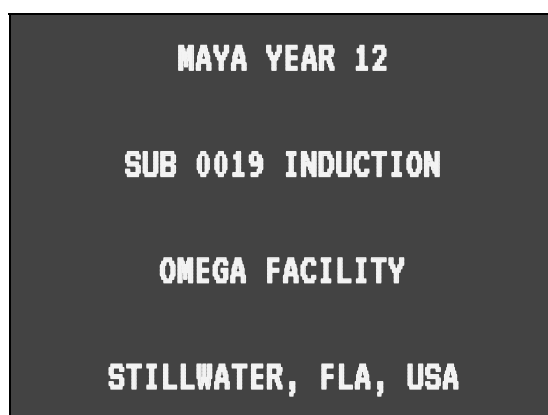 MAYA YEAR 12
SUB 0019 INDUCTION
OMEGA FACILITY
STILLWATER, FLA, USA